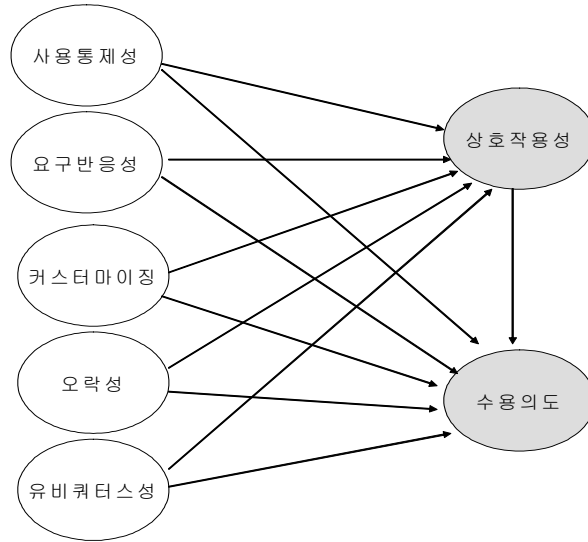 사용통제성
상호작용성
요구반응성
커스터마이징
오락성
수용의도
유비쿼터스성